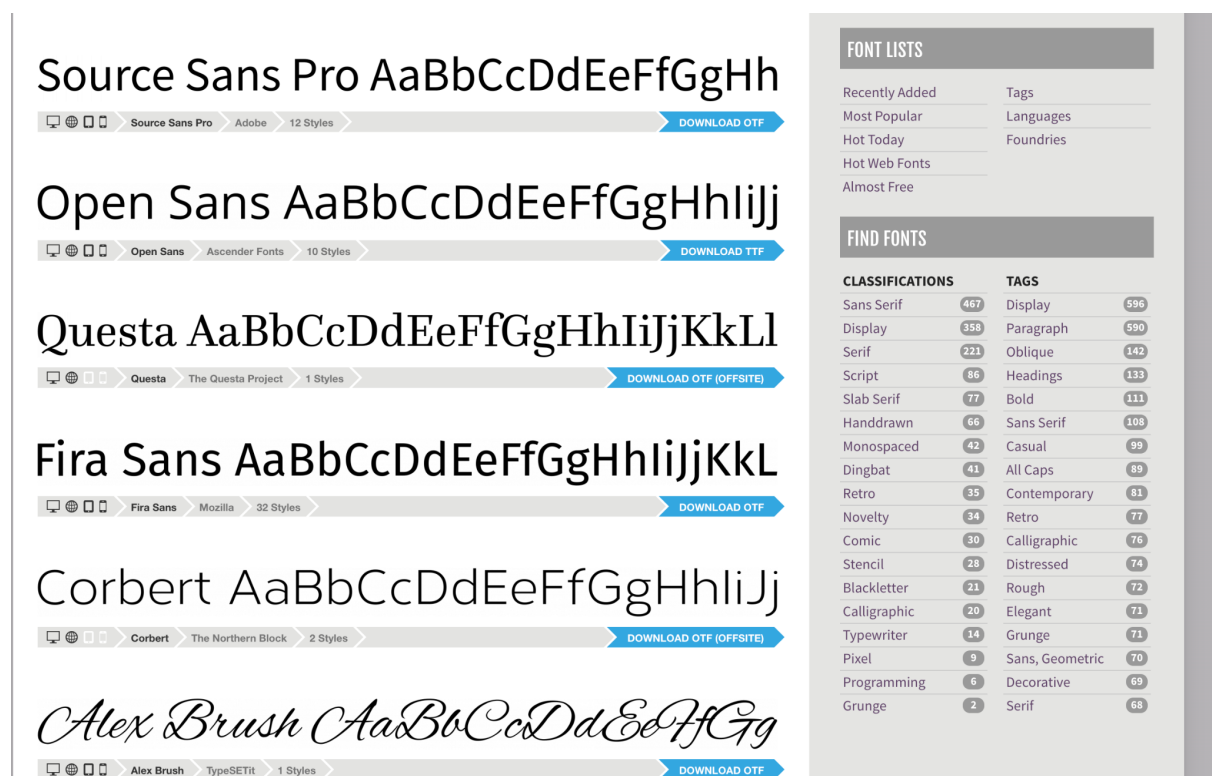 Source Sans Pro AaBbCcDdEeFfGgHh
Source Sans Pro Adobe 12 Styles DOWNLOAD OTF
Open Sans AaBbCcDdEeFfGgHhIiJj
Open Sans Ascender Fonts 10 Styles DOWNLOAD TTF
Questa AaBbCcDdEeFfGgHhIiJjKkLl
Questa The Questa Project 1 Styles DOWNLOAD OTF (OFFSITE)
Fira Sans AaBbCcDdEeFfGgHhIiJjKkL
Fira Sans Mozilla 32 Styles DOWNLOAD OTF
Corbert AaBbCcDdEeFfGgHhIiJj
Corbert The Northern Block 2 Styles DOWNLOAD OTF (OFFSITE)
Alex Brush AaBbCcDdEeFfGg
Alex Brush TypeSETit 1 Styles DOWNLOAD OTF
FONT LISTS
Recently Added Tags
Most Popular Languages
Hot Today Foundries
Hot Web Fonts
Almost Free
FIND FONTS
CLASSIFICATIONS TAGS
Sans Serif 467 Display 596
Display 358 Paragraph 590
Serif 221 Oblique 142
Script 86 Headings 133
Slab Serif 77 Bold 111
Handdrawn 66 Sans Serif 108
Monospaced 42 Casual 99
Dingbat 41 All Caps 89
Retro 35 Contemporary 81
Novelty 34 Retro 77
Comic 30 Calligraphic 76
Stencil 28 Distressed 74
Blackletter 21 Rough 72
Calligraphic 20 Elegant 71
Typewriter 14 Grunge 71
Pixel 9 Sans, Geometric 70
Programming 6 Decorative 69
Grunge 2 Serif 68